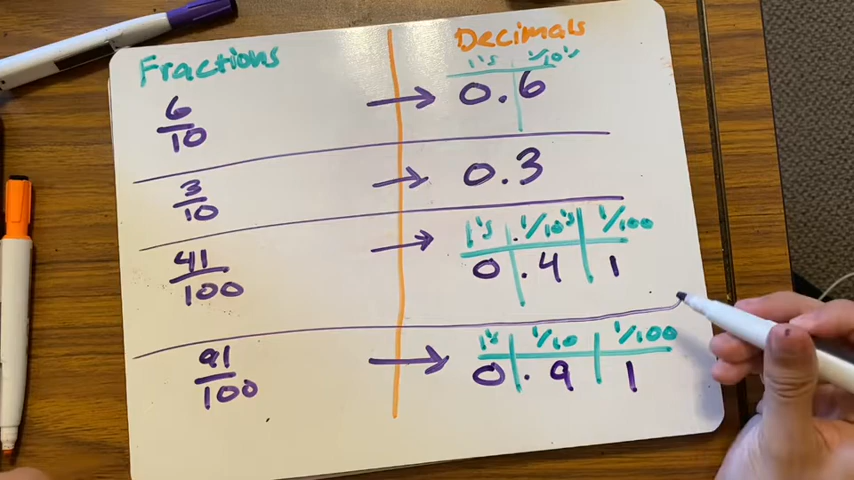 Fractions
Decimals
1's 1/10's
6/10 → 0.6
3/10 → 0.3
1's 1/10's 1/100
41/100 → 0.41
1's 1/10 1/100
91/100 → 0.91